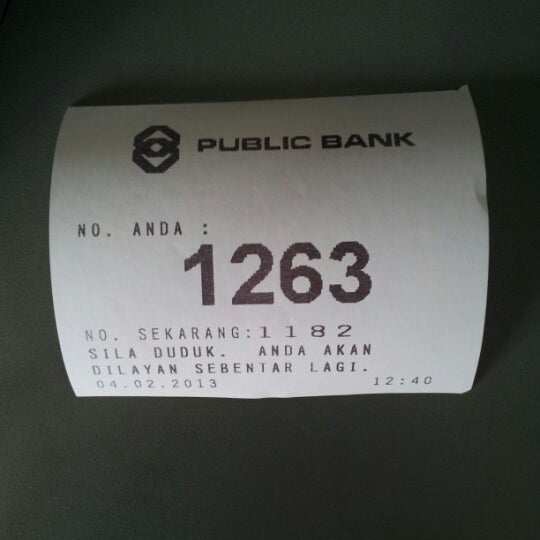 PUBLIC BANK
NO. ANDA :
1263
NO. SEKARANG:1182
SILA DUDUK. ANDA AKAN
DILAYAN SEBENTAR LAGI.
04.02.2013 12:40